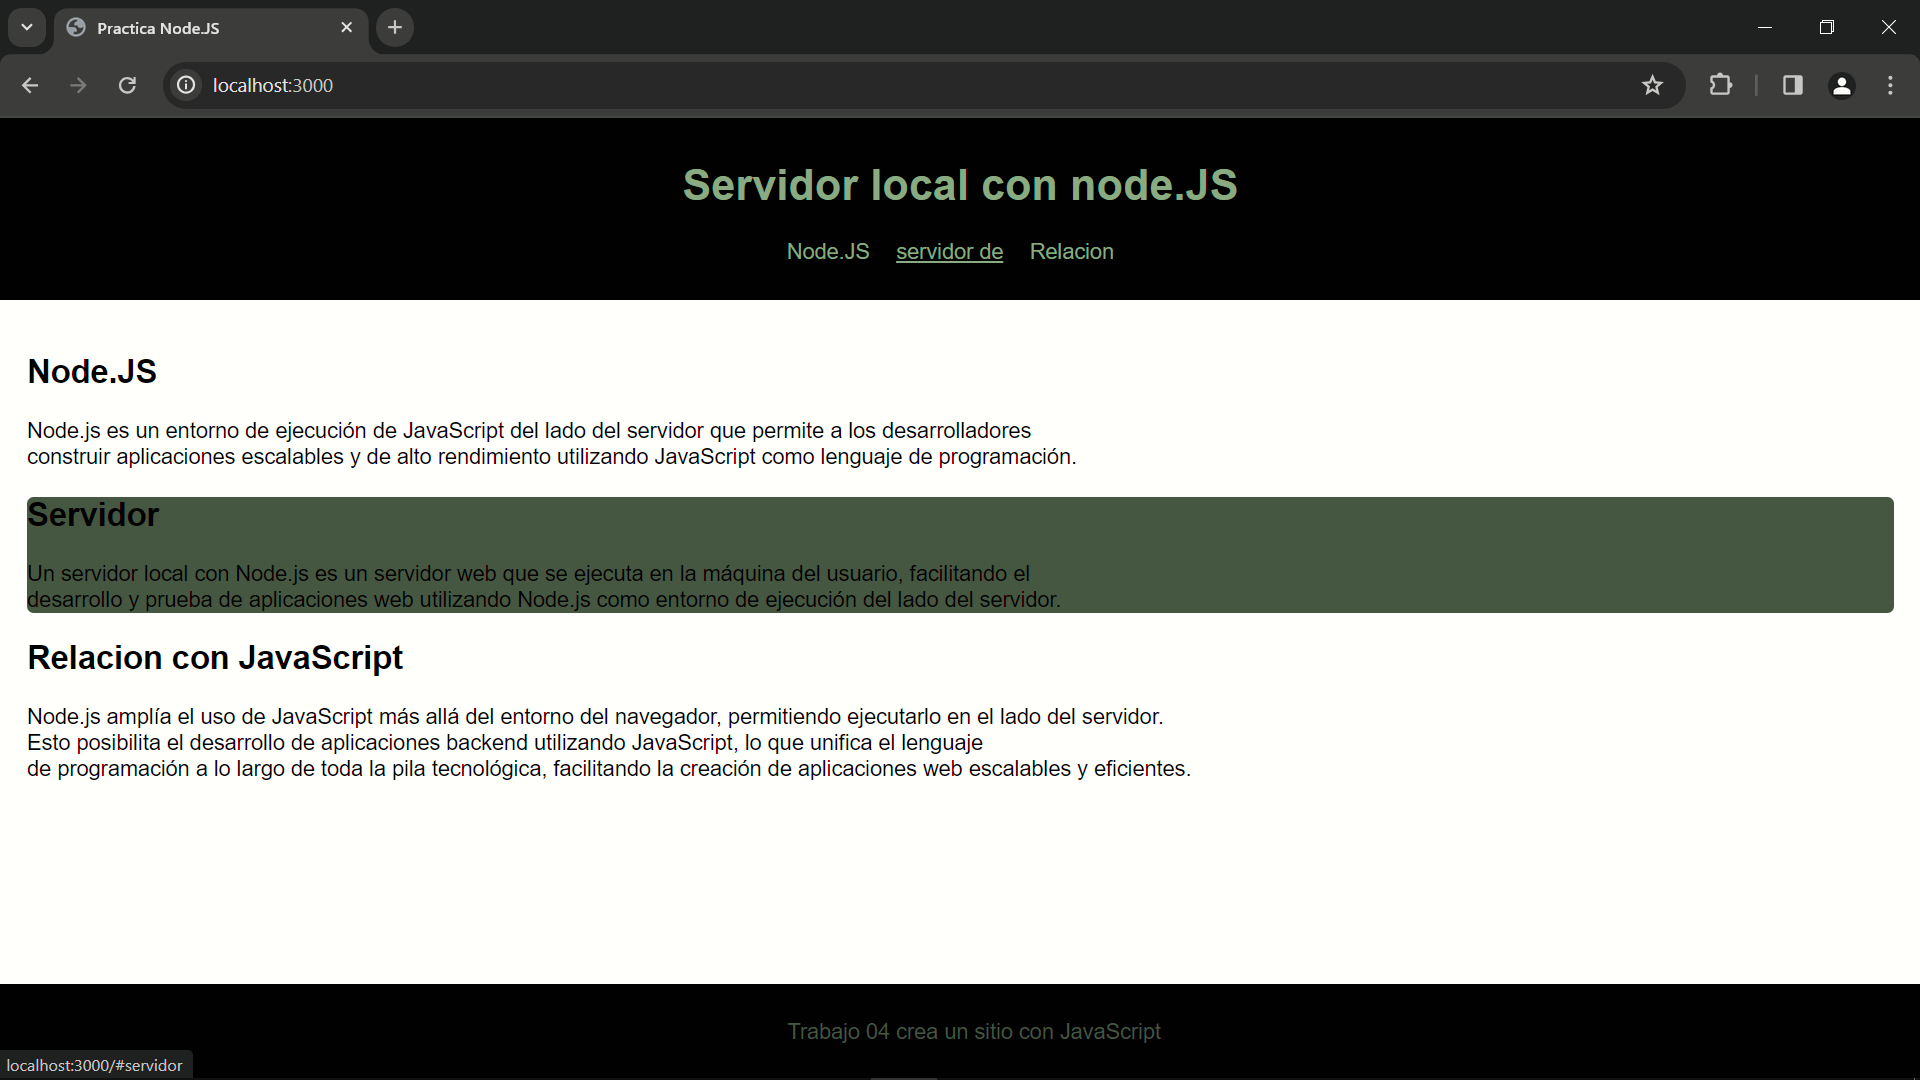 Practica Node.JS
localhost:3000
Servidor local con node.JS
Node.JS servidor de Relacion
Node.JS
Node.js es un entorno de ejecución de JavaScript del lado del servidor que permite a los desarrolladores
construir aplicaciones escalables y de alto rendimiento utilizando JavaScript como lenguaje de programación.
Servidor
Un servidor local con Node.js es un servidor web que se ejecuta en la máquina del usuario, facilitando el
desarrollo y prueba de aplicaciones web utilizando Node.js como entorno de ejecución del lado del servidor.
Relacion con JavaScript
Node.js amplía el uso de JavaScript más allá del entorno del navegador, permitiendo ejecutarlo en el lado del servidor.
Esto posibilita el desarrollo de aplicaciones backend utilizando JavaScript, lo que unifica el lenguaje
de programación a lo largo de toda la pila tecnológica, facilitando la creación de aplicaciones web escalables y eficientes.
Trabajo 04 crea un sitio con JavaScript
localhost:3000/#servidor